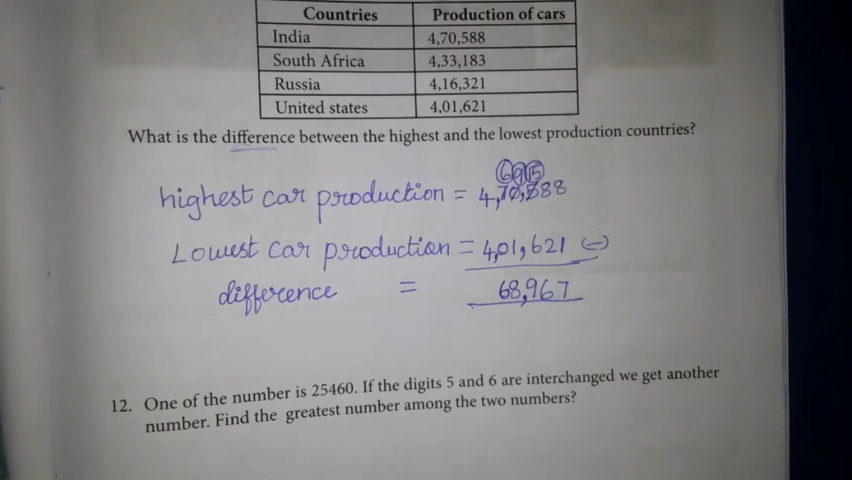 Countries Production of cars
India 4,70,588
South Africa 4,33,183
Russia 4,16,321
United states 4,01,621
What is the difference between the highest and the lowest production countries?
6 9 15
highest car production = 4,70,588
Lowest car production = 4,01,621 (-)
difference = 68,967
12. One of the number is 25460. If the digits 5 and 6 are interchanged we get another
number. Find the greatest number among the two numbers?